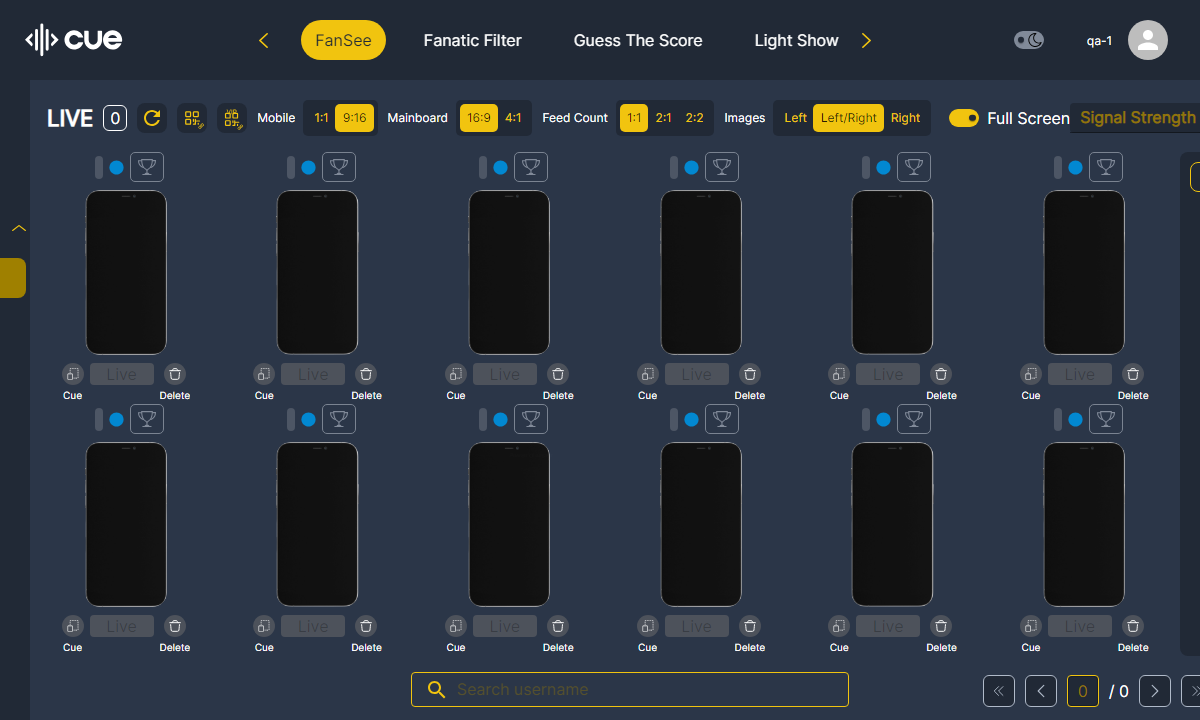 cue
FanSee
Fanatic Filter
Guess The Score
Light Show
qa-1
LIVE 0
Mobile 1:1 9:16
Mainboard 16:9 4:1
Feed Count 1:1 2:1 2:2
Images Left Left/Right Right
Full Screen
Signal Strength
Live Live Live Live Live Live
Cue Delete Cue Delete Cue Delete Cue Delete Cue Delete Cue Delete
Live Live Live Live Live Live
Cue Delete Cue Delete Cue Delete Cue Delete Cue Delete Cue Delete
Search username
0 / 0